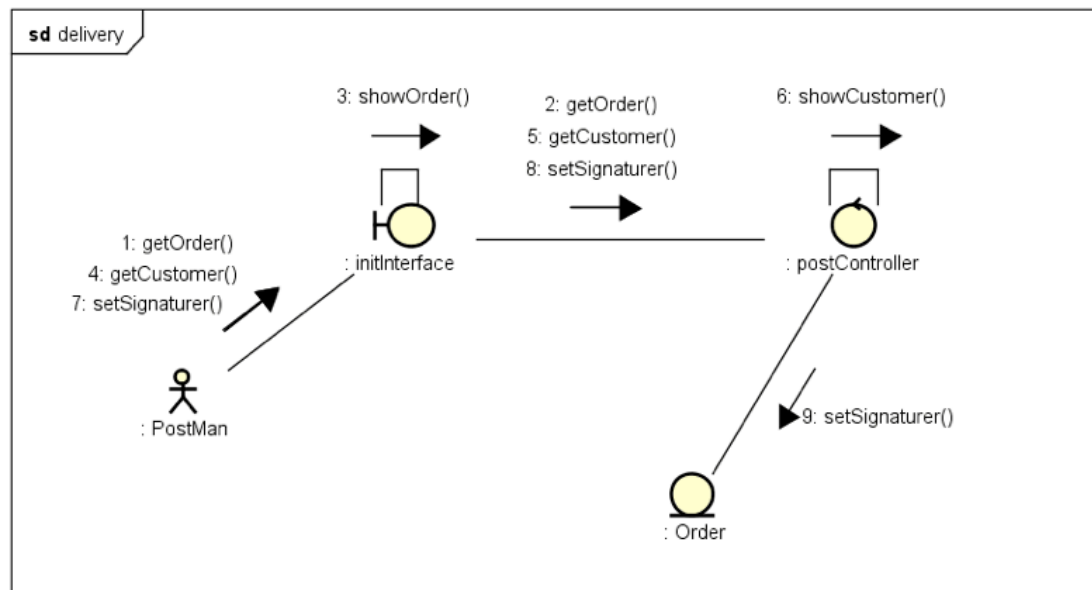 sd delivery
3: showOrder()
2: getOrder()
5: getCustomer()
8: setSignaturer()
6: showCustomer()
1: getOrder()
4: getCustomer()
7: setSignaturer()
: initInterface
: postController
: PostMan
9: setSignaturer()
: Order